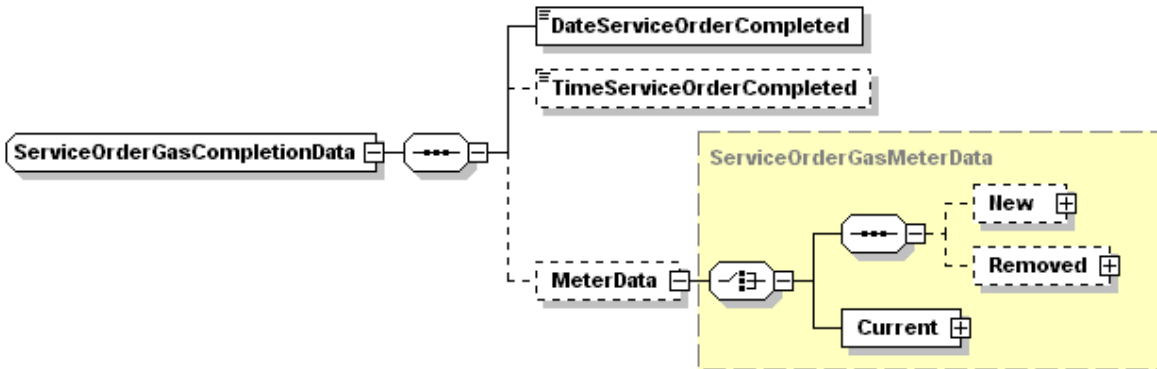 DateServiceOrderCompleted
TimeServiceOrderCompleted
ServiceOrderGasCompletionData
ServiceOrderGasMeterData
New
Removed
MeterData
Current